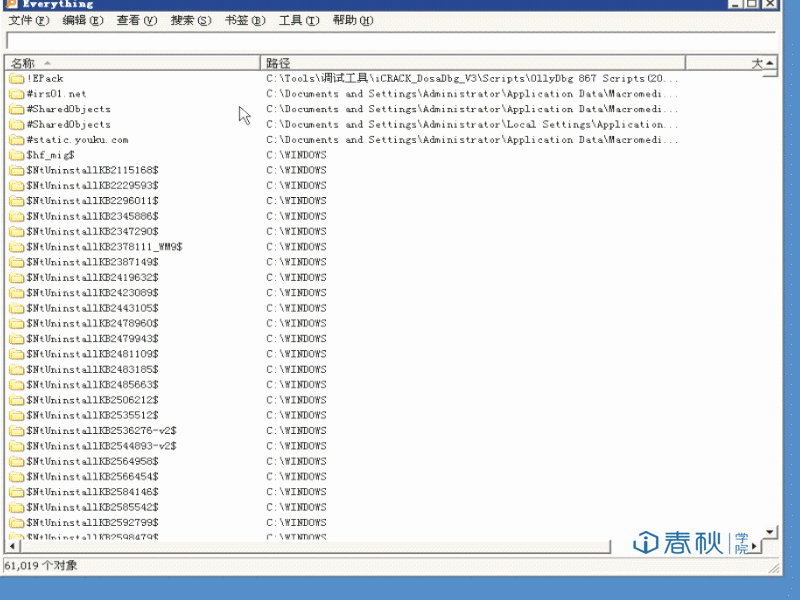 Everything
文件(F) 编辑(E) 查看(V) 搜索(S) 书签(B) 工具(T) 帮助(H)
名称 路径 大
!EPack C:\Tools\调试工具\iCRACK_DosaDbg_V3\Scripts\OllyDbg 867 Scripts(20...
#irs01.net C:\Documents and Settings\Administrator\Application Data\Macromedi...
#SharedObjects C:\Documents and Settings\Administrator\Application Data\Macromedi...
#SharedObjects C:\Documents and Settings\Administrator\Local Settings\Application...
#static.youku.com C:\Documents and Settings\Administrator\Application Data\Macromedi...
$hf_mig$ C:\WINDOWS
$NtUninstallKB2115168$ C:\WINDOWS
$NtUninstallKB2229593$ C:\WINDOWS
$NtUninstallKB2296011$ C:\WINDOWS
$NtUninstallKB2345886$ C:\WINDOWS
$NtUninstallKB2347290$ C:\WINDOWS
$NtUninstallKB2378111_WM9$ C:\WINDOWS
$NtUninstallKB2387149$ C:\WINDOWS
$NtUninstallKB2419632$ C:\WINDOWS
$NtUninstallKB2423089$ C:\WINDOWS
$NtUninstallKB2443105$ C:\WINDOWS
$NtUninstallKB2478960$ C:\WINDOWS
$NtUninstallKB2479943$ C:\WINDOWS
$NtUninstallKB2481109$ C:\WINDOWS
$NtUninstallKB2483185$ C:\WINDOWS
$NtUninstallKB2485663$ C:\WINDOWS
$NtUninstallKB2506212$ C:\WINDOWS
$NtUninstallKB2535512$ C:\WINDOWS
$NtUninstallKB2536276-v2$ C:\WINDOWS
$NtUninstallKB2544893-v2$ C:\WINDOWS
$NtUninstallKB2564958$ C:\WINDOWS
$NtUninstallKB2566454$ C:\WINDOWS
$NtUninstallKB2584146$ C:\WINDOWS
$NtUninstallKB2585542$ C:\WINDOWS
$NtUninstallKB2592799$ C:\WINDOWS
$NtUninstallKB2598479$ C:\WINDOWS
春秋 学院
61,019 个对象